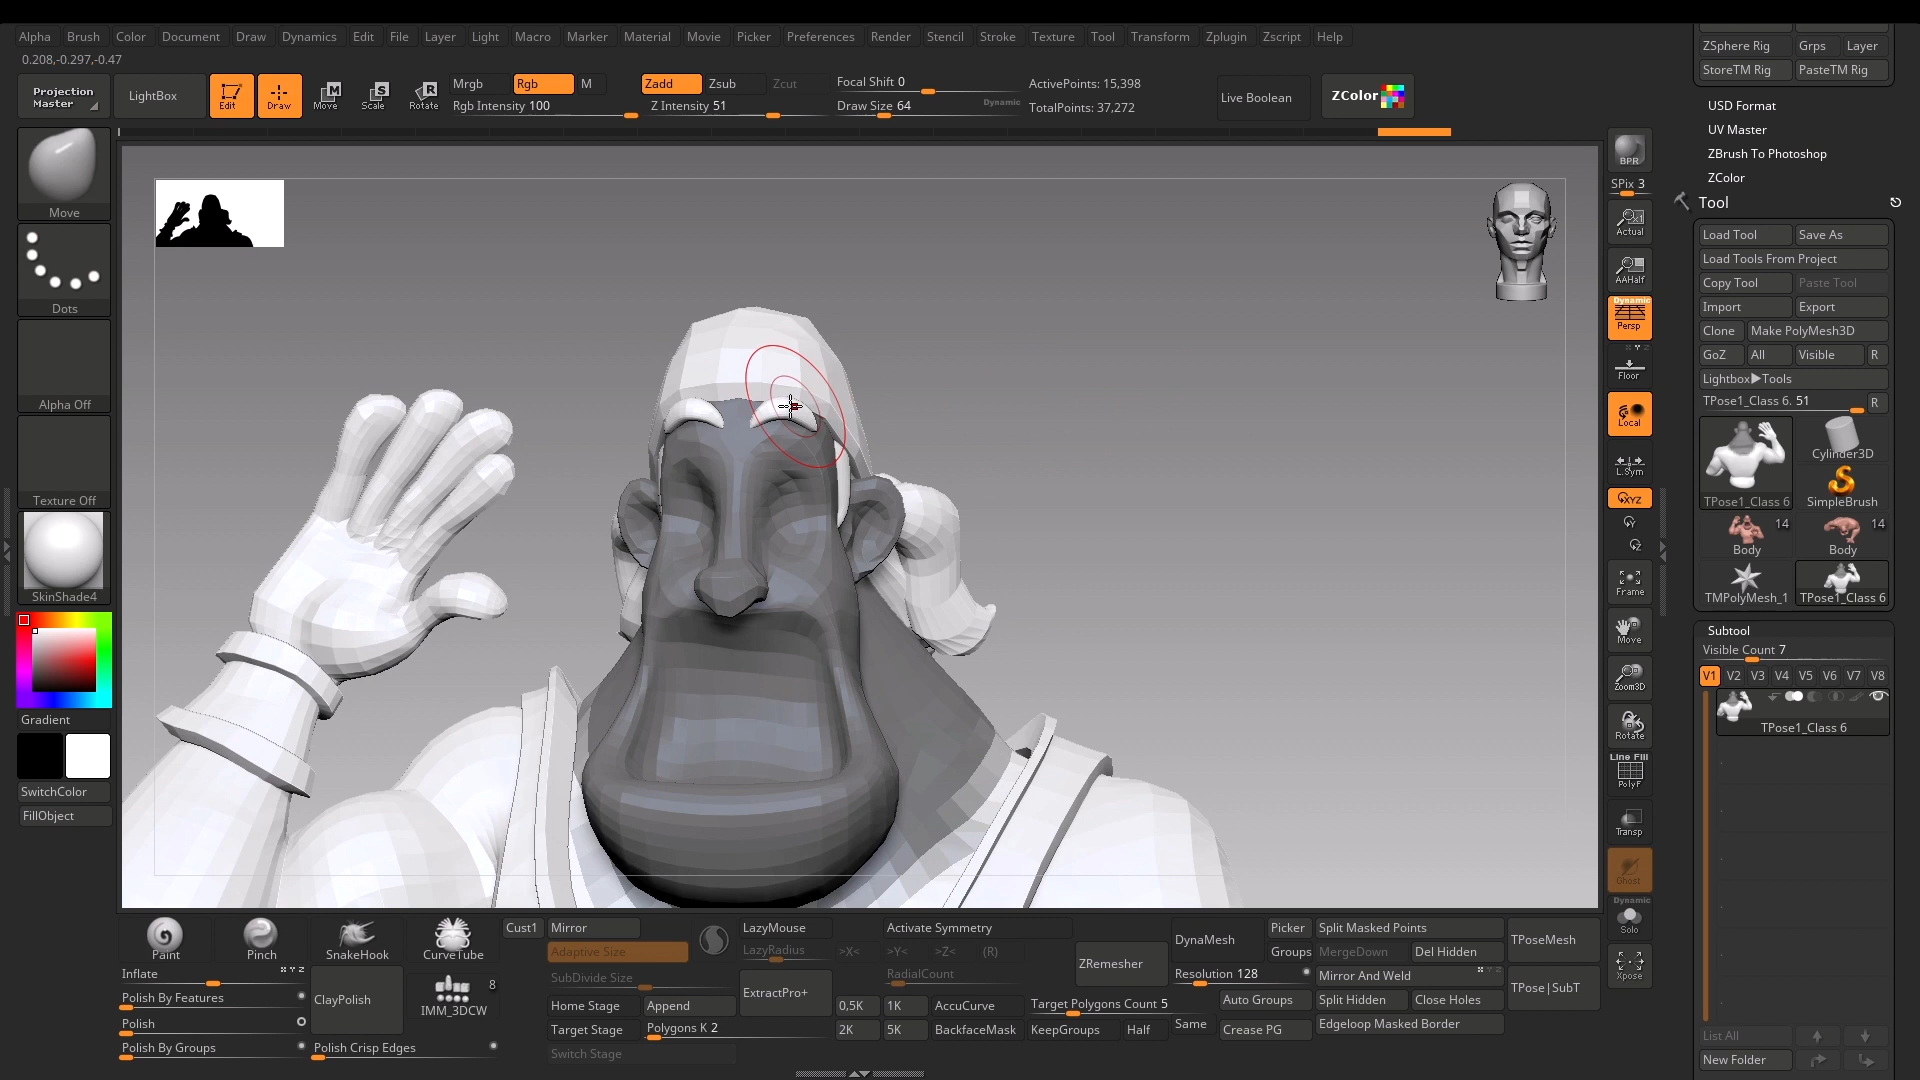 Alpha Brush Color Document Draw Dynamics Edit File Layer Light Macro Marker Material Movie Picker Preferences Render Stencil Stroke Texture Tool Transform Zplugin Zscript Help
0.208,-0.297,-0.47
Projection Master
LightBox
Edit Draw Move Scale Rotate
Mrgb Rgb M
Rgb Intensity 100
Zadd Zsub Zcut
Z Intensity 51
Focal Shift 0
Draw Size 64 Dynamic
ActivePoints: 15,398
TotalPoints: 37,272
Live Boolean
ZColor
Move
Dots
Alpha Off
Texture Off
SkinShade4
Gradient
SwitchColor
FillObject
BPR
SPix 3
Actual
AAHalf
Dynamic
Persp
Floor
Local
L.Sym
XYZ
Y
Z
Frame
Move
Zoom3D
Rotate
Line Fill
PolyF
Transp
Ghost
Dynamic
Solo
Xpose
ZSphere Rig Grps Layer
StoreTM Rig PasteTM Rig
USD Format
UV Master
ZBrush To Photoshop
ZColor
Tool
Load Tool Save As
Load Tools From Project
Copy Tool Paste Tool
Import Export
Clone Make PolyMesh3D
GoZ All Visible R
Lightbox▶Tools
TPose1_Class 6. 51 R
TPose1_Class 6
Cylinder3D
SimpleBrush
14 Body
14 Body
TMPolyMesh_1
TPose1_Class 6
Subtool
Visible Count 7
V1 V2 V3 V4 V5 V6 V7 V8
TPose1_Class 6
List All
New Folder
Paint Pinch SnakeHook CurveTube
Inflate
Polish By Features
Polish
Polish By Groups
ClayPolish
8
IMM_3DCW
Polish Crisp Edges
Cust1 Mirror
Adaptive Size
SubDivide Size
Home Stage Append
Target Stage Polygons K 2
Switch Stage
LazyMouse
LazyRadius
ExtractPro+
Activate Symmetry
>X< >Y< >Z< (R)
RadialCount
0,5K 1K AccuCurve
2K 5K BackfaceMask
ZRemesher
Target Polygons Count 5
KeepGroups Half Same
DynaMesh
Resolution 128
Auto Groups
Crease PG
Picker
Groups
Split Masked Points
MergeDown Del Hidden
Mirror And Weld
Split Hidden Close Holes
Edgeloop Masked Border
TPoseMesh
TPose|SubT